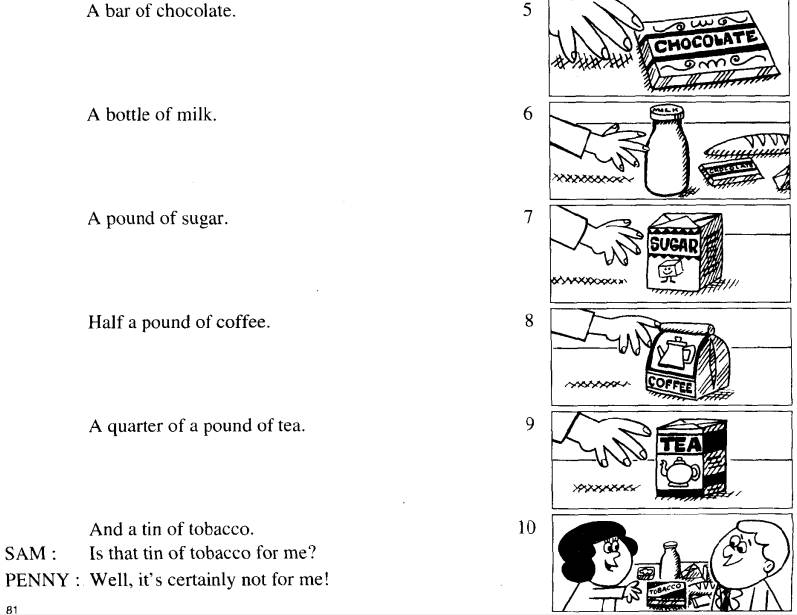 A bar of chocolate. 5
CHOCOLATE
A bottle of milk. 6
MILK
CHOCOLATE
A pound of sugar. 7
SUGAR
Half a pound of coffee. 8
COFFEE
A quarter of a pound of tea. 9
TEA
And a tin of tobacco. 10
SAM : Is that tin of tobacco for me?
TOBACCO
PENNY : Well, it's certainly not for me!
81